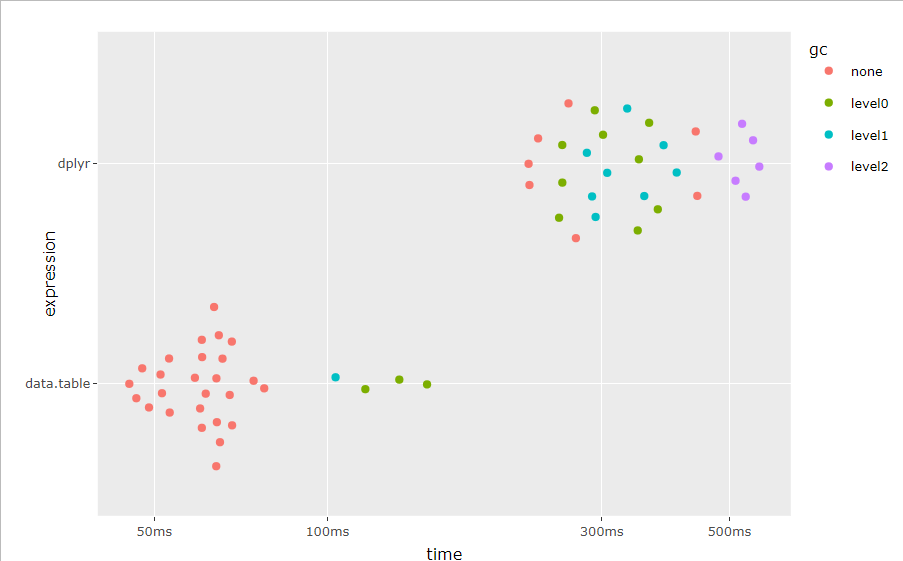 gc
none
level0
level1
level2
dplyr
expression
data.table
50ms
100ms
300ms
500ms
time